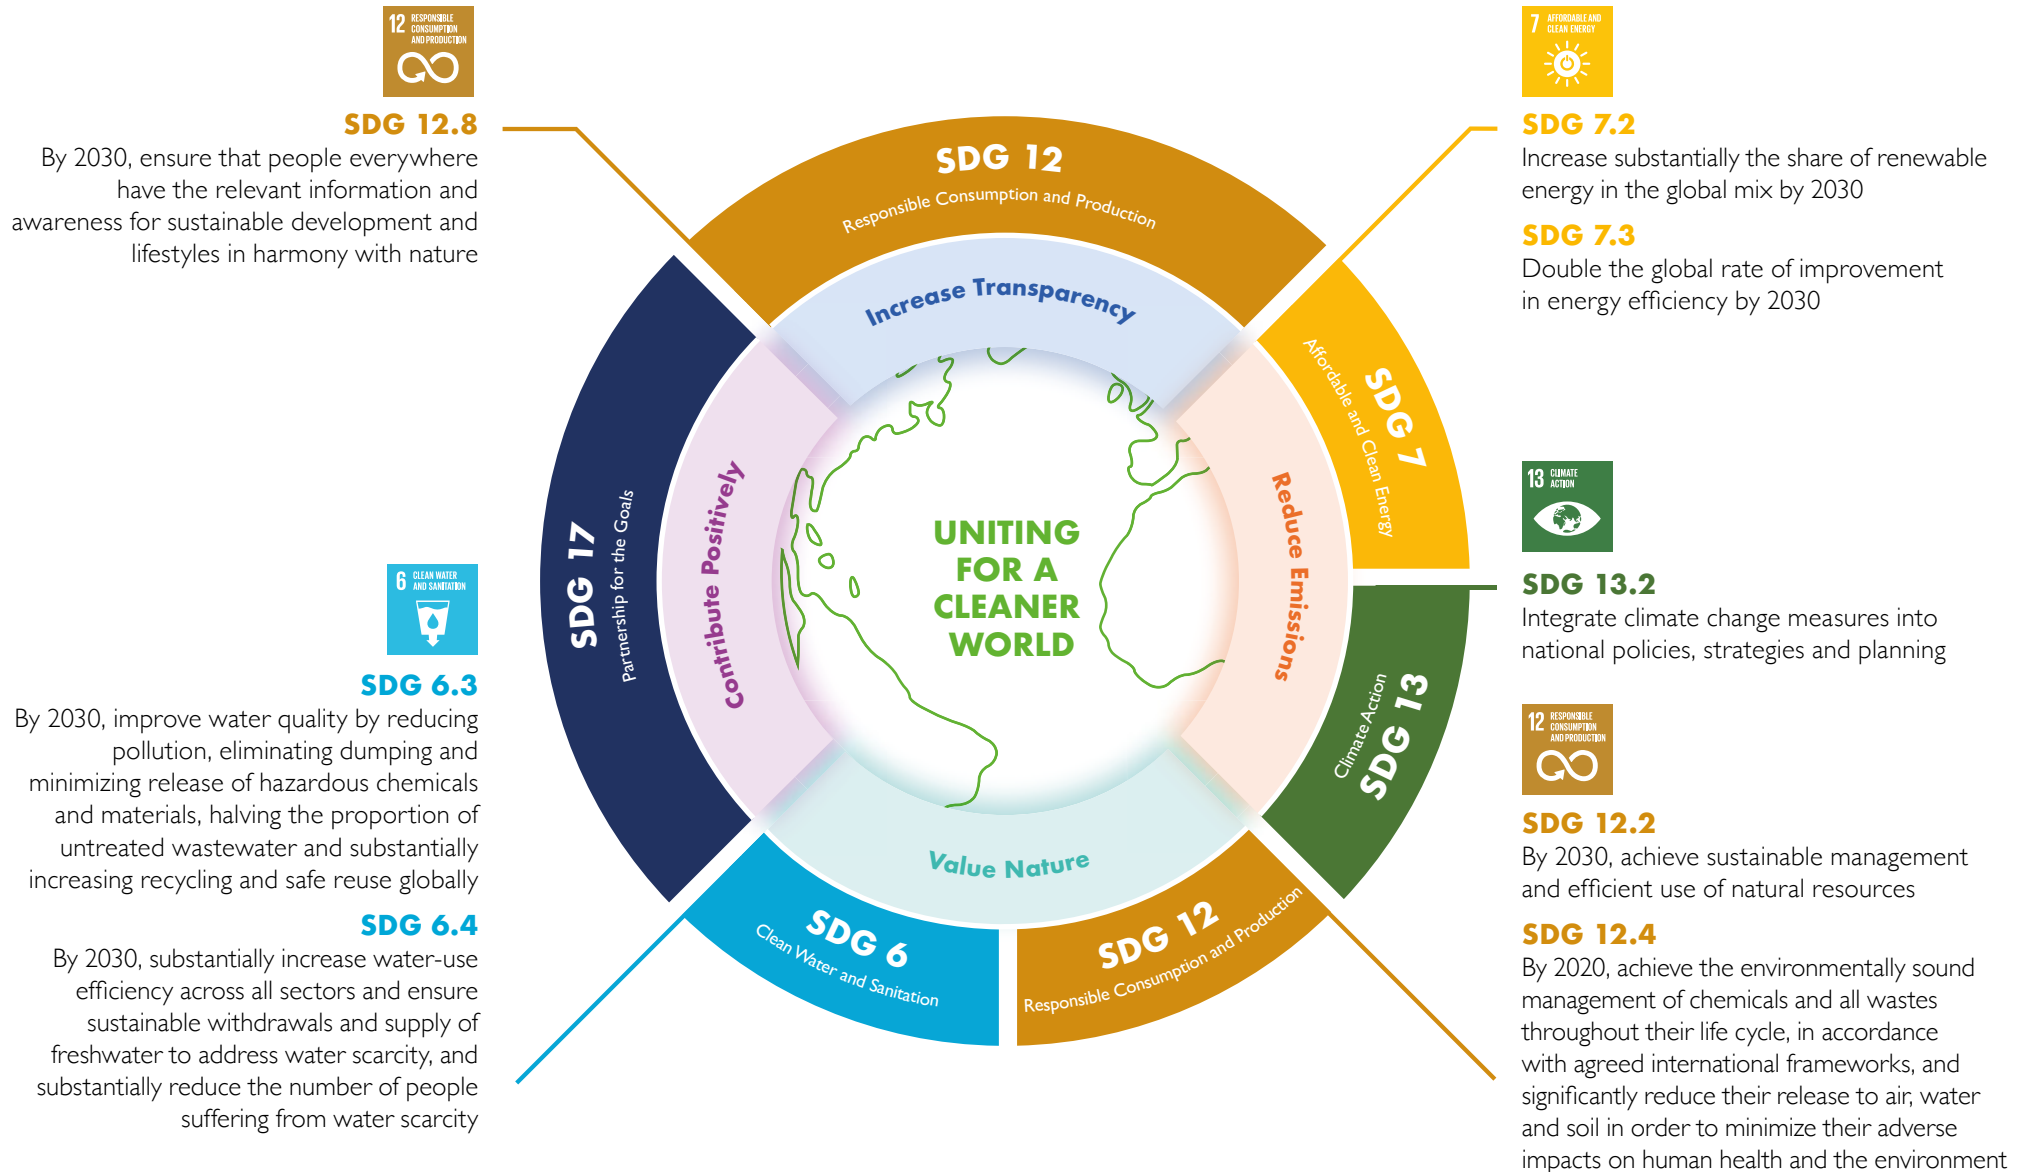 12 RESPONSIBLE
CONSUMPTION
AND PRODUCTION
SDG 12.8
By 2030, ensure that people everywhere
have the relevant information and
awareness for sustainable development and
lifestyles in harmony with nature
6 CLEAN WATER
AND SANITATION
SDG 6.3
By 2030, improve water quality by reducing
pollution, eliminating dumping and
minimizing release of hazardous chemicals
and materials, halving the proportion of
untreated wastewater and substantially
increasing recycling and safe reuse globally
SDG 6.4
By 2030, substantially increase water-use
efficiency across all sectors and ensure
sustainable withdrawals and supply of
freshwater to address water scarcity, and
substantially reduce the number of people
suffering from water scarcity
SDG 12
Responsible Consumption and Production
Increase Transparency
SDG 17
Partnership for the Goals
Contribute Positively
UNITING
FOR A
CLEANER
WORLD
SDG 7
Affordable and Clean Energy
Reduce Emissions
SDG 13
Climate Action
Value Nature
SDG 6
Clean Water and Sanitation
SDG 12
Responsible Consumption and Production
7 AFFORDABLE AND
CLEAN ENERGY
SDG 7.2
Increase substantially the share of renewable
energy in the global mix by 2030
SDG 7.3
Double the global rate of improvement
in energy efficiency by 2030
13 CLIMATE
ACTION
SDG 13.2
Integrate climate change measures into
national policies, strategies and planning
12 RESPONSIBLE
CONSUMPTION
AND PRODUCTION
SDG 12.2
By 2030, achieve sustainable management
and efficient use of natural resources
SDG 12.4
By 2020, achieve the environmentally sound
management of chemicals and all wastes
throughout their life cycle, in accordance
with agreed international frameworks, and
significantly reduce their release to air, water
and soil in order to minimize their adverse
impacts on human health and the environment